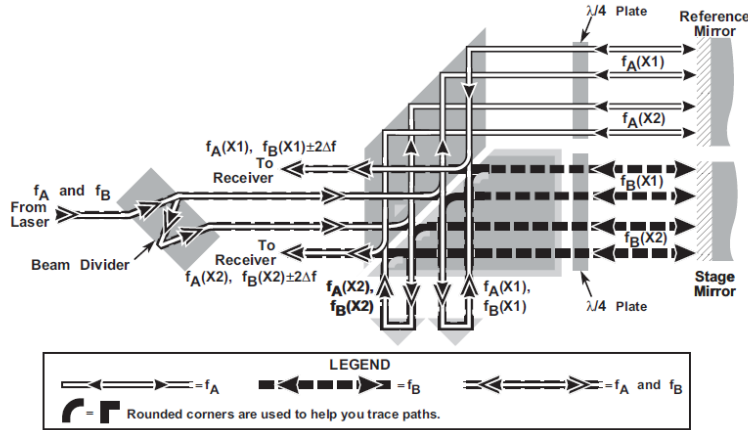 λ/4 Plate
Reference
Mirror
fA(X1)
fA(X2)
fA(X1), fB(X1)±2Δf
To
Receiver
fA and fB
From
Laser
Beam Divider
To
Receiver
fA(X2), fB(X2)±2Δf
fB(X1)
fB(X2)
fA(X2),
fB(X2)
fA(X1),
fB(X1)
Stage
Mirror
λ/4 Plate
LEGEND
=fA
=fB
=fA and fB
= Rounded corners are used to help you trace paths.